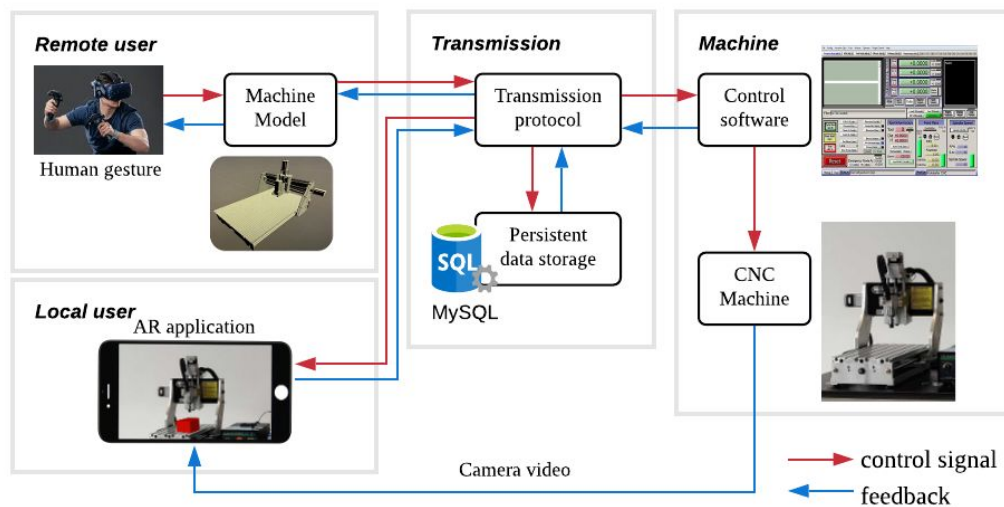 Remote user
Human gesture
Machine
Model
Transmission
Transmission
protocol
Persistent
data storage
SQL
MySQL
Machine
Control
software
Reset
CNC
Machine
Local user
AR application
Camera video
control signal
feedback